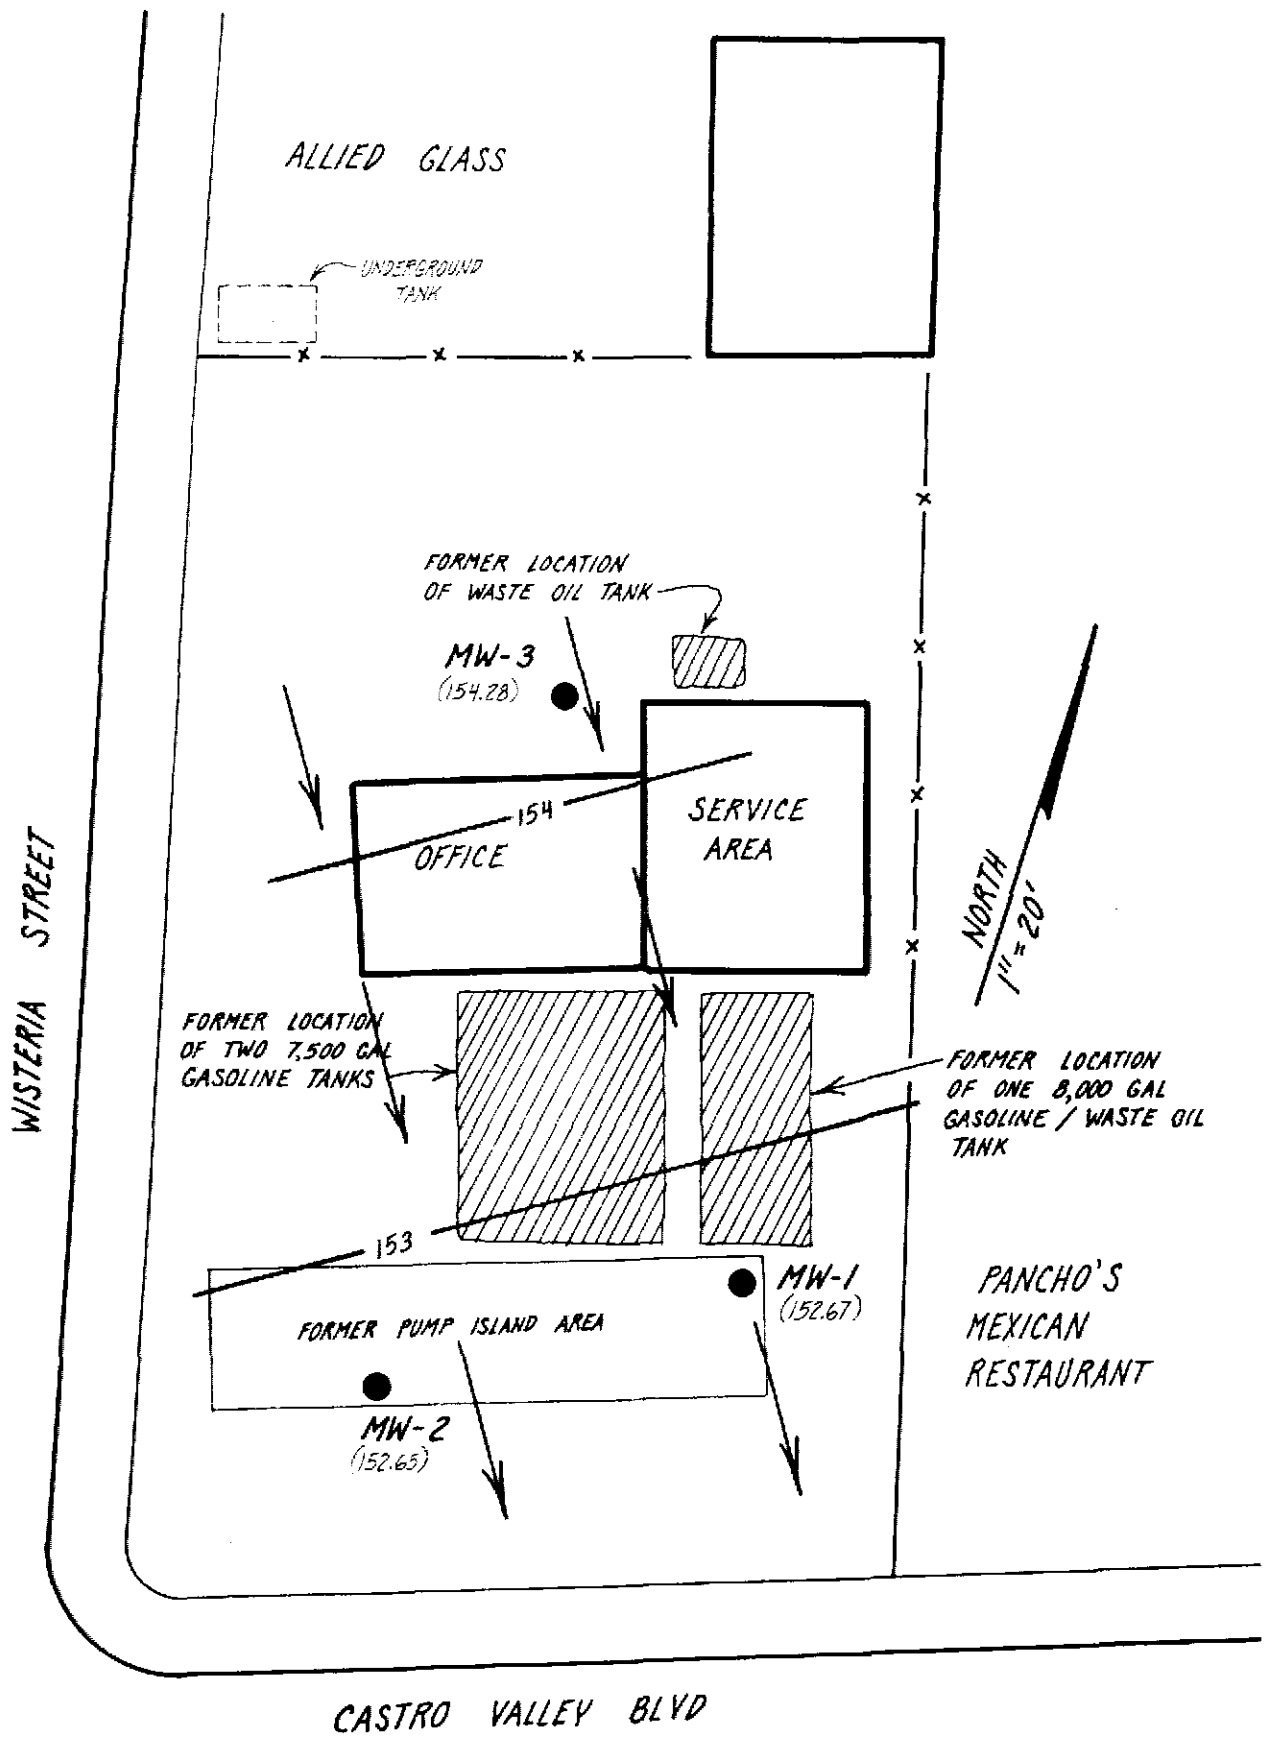 ALLIED GLASS
UNDERGROUND
TANK
x x x
x
FORMER LOCATION
OF WASTE OIL TANK
MW-3
(154.28)
x
x
154
SERVICE
AREA
OFFICE
x
NORTH
1" = 20'
WISTERIA STREET
FORMER LOCATION
OF TWO 7,500 GAL
GASOLINE TANKS
FORMER LOCATION
OF ONE 8,000 GAL
GASOLINE / WASTE OIL
TANK
153
MW-1
(152.67)
PANCHO'S
MEXICAN
RESTAURANT
FORMER PUMP ISLAND AREA
MW-2
(152.65)
CASTRO VALLEY BLVD